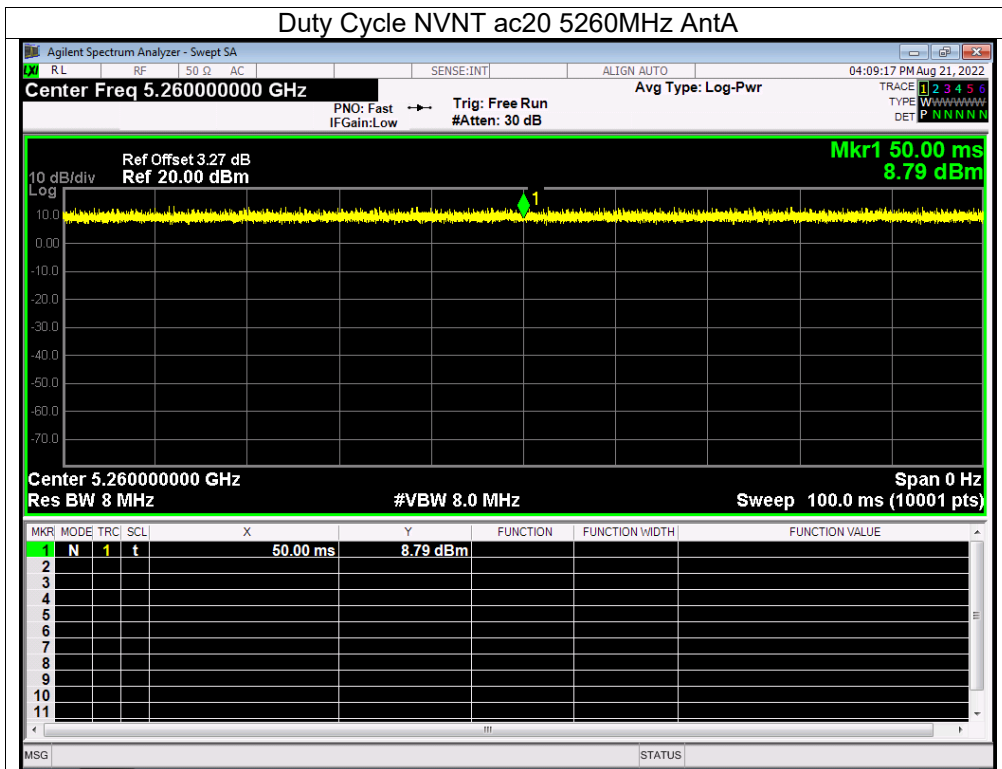 Duty Cycle NVNT ac20 5260MHz AntA
Agilent Spectrum Analyzer - Swept SA
LXI RL RF 50 Ω AC SENSE:INT ALIGN AUTO 04:09:17 PM Aug 21, 2022
Center Freq 5.260000000 GHz Avg Type: Log-Pwr TRACE 1 2 3 4 5 6
PNO: Fast Trig: Free Run TYPE WWWWWW
IFGain:Low #Atten: 30 dB DET P N N N N N
Mkr1 50.00 ms
Ref Offset 3.27 dB
10 dB/div Ref 20.00 dBm 8.79 dBm
Log
1
10.0
0.00
-10.0
-20.0
-30.0
-40.0
-50.0
-60.0
-70.0
Center 5.260000000 GHz Span 0 Hz
Res BW 8 MHz #VBW 8.0 MHz Sweep 100.0 ms (10001 pts)
MKR MODE TRC SCL X Y FUNCTION FUNCTION WIDTH FUNCTION VALUE
1 N 1 t 50.00 ms 8.79 dBm
2
3
4
5
6
7
8
9
10
11
MSG STATUS